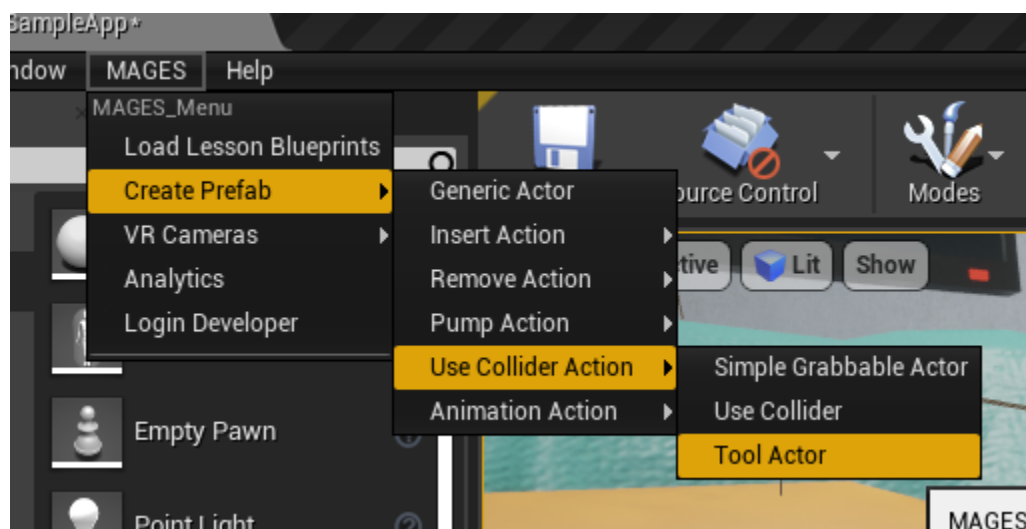 SampleApp*
ndow MAGES Help
MAGES_Menu
Load Lesson Blueprints
Create Prefab
VR Cameras
Analytics
Login Developer
Generic Actor
Insert Action
Remove Action
Pump Action
Use Collider Action
Animation Action
Simple Grabbable Actor
Use Collider
Tool Actor
ource Control
Modes
ctive
Lit
Show
Empty Pawn
Point Light
MAGES